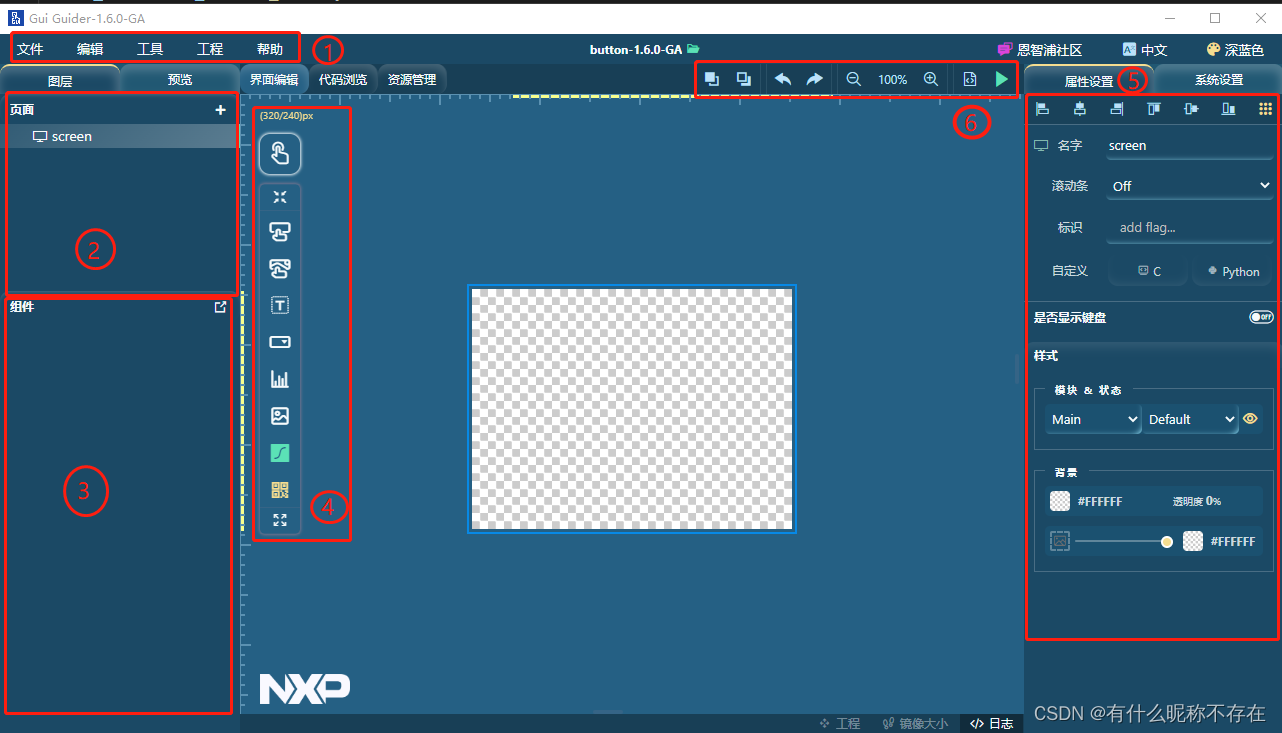 Gui Guider-1.6.0-GA
文件 编辑 工具 工程 帮助 1 button-1.6.0-GA 恩智浦社区 中文 深蓝色
图层 预览 界面编辑 代码浏览 资源管理 100% 属性设置 5 系统设置
页面 +
screen
2
组件
3
(320/240)px
T
4
6
NXP
名字 screen
滚动条 Off
标识 add flag...
自定义 C Python
是否显示键盘 Off
样式
模块 & 状态
Main Default
背景
#FFFFFF 透明度 0%
#FFFFFF
工程 镜像大小 </> 日志
CSDN @有什么昵称不存在